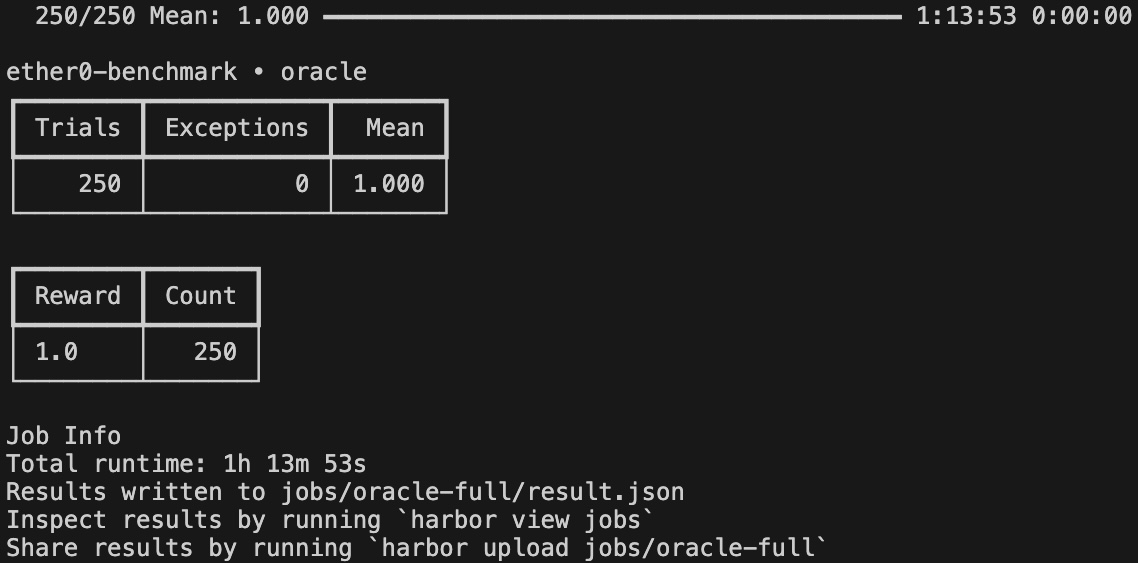 250/250 Mean: 1.000 1:13:53 0:00:00
ether0-benchmark • oracle
Trials Exceptions Mean
250 0 1.000
Reward Count
1.0 250
Job Info
Total runtime: 1h 13m 53s
Results written to jobs/oracle-full/result.json
Inspect results by running `harbor view jobs`
Share results by running `harbor upload jobs/oracle-full`